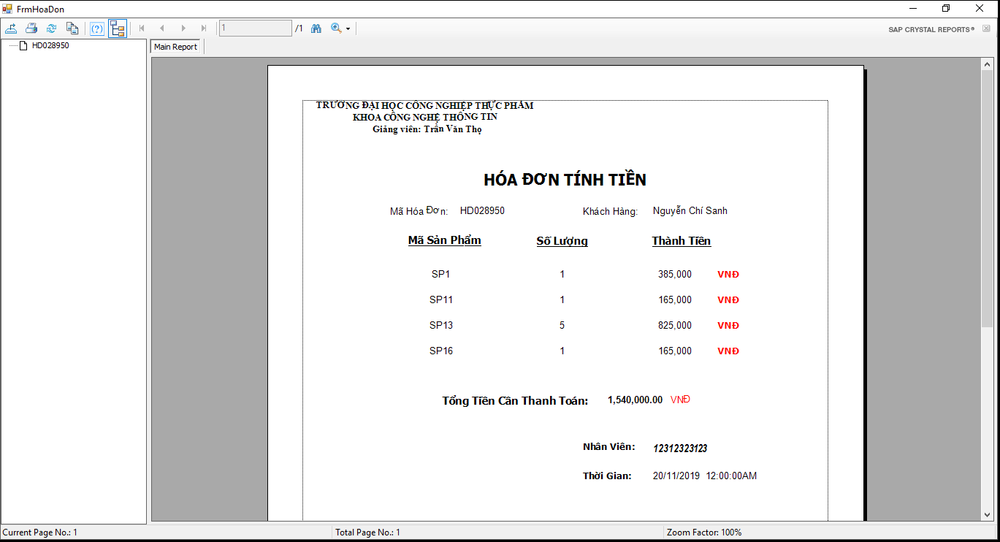 FrmHoaDon
1 /1
SAP CRYSTAL REPORTS®
HD028950
Main Report
TRƯỜNG ĐẠI HỌC CÔNG NGHIỆP THỰC PHẨM
KHOA CÔNG NGHỆ THÔNG TIN
Giảng viên: Trần Văn Thọ
HÓA ĐƠN TÍNH TIỀN
Mã Hóa Đơn: HD028950 Khách Hàng: Nguyễn Chí Sanh
Mã Sản Phẩm Số Lượng Thành Tiền
SP1 1 385,000 VNĐ
SP11 1 165,000 VNĐ
SP13 5 825,000 VNĐ
SP16 1 165,000 VNĐ
Tổng Tiền Cần Thanh Toán: 1,540,000.00 VNĐ
Nhân Viên: 12312323123
Thời Gian: 20/11/2019 12:00:00AM
Current Page No.: 1 Total Page No.: 1 Zoom Factor: 100%